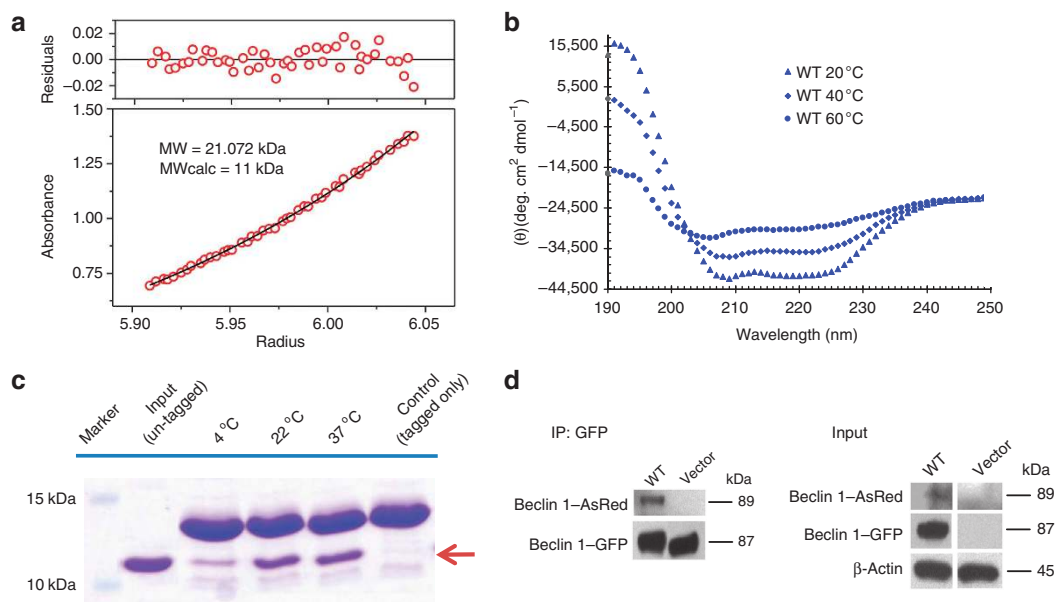 a
0.02
0.00
−0.02
Residuals
1.50
1.25
1.00
0.75
Absorbance
MW = 21.072 kDa
MWcalc = 11 kDa
5.90 5.95 6.00 6.05
Radius
b
15,500
5,500
−4,500
−14,500
−24,500
−34,500
−44,500
(θ)(deg. cm² dmol⁻¹)
WT 20°C
WT 40°C
WT 60°C
190 200 210 220 230 240 250
Wavelength (nm)
c
Marker
Input
(un-tagged)
4 °C
22 °C
37 °C
Control
(tagged only)
15 kDa
10 kDa
d
IP: GFP
WT Vector kDa
Beclin 1–AsRed 89
Beclin 1–GFP 87
Input
WT Vector kDa
Beclin 1–AsRed 89
Beclin 1–GFP 87
β-Actin 45